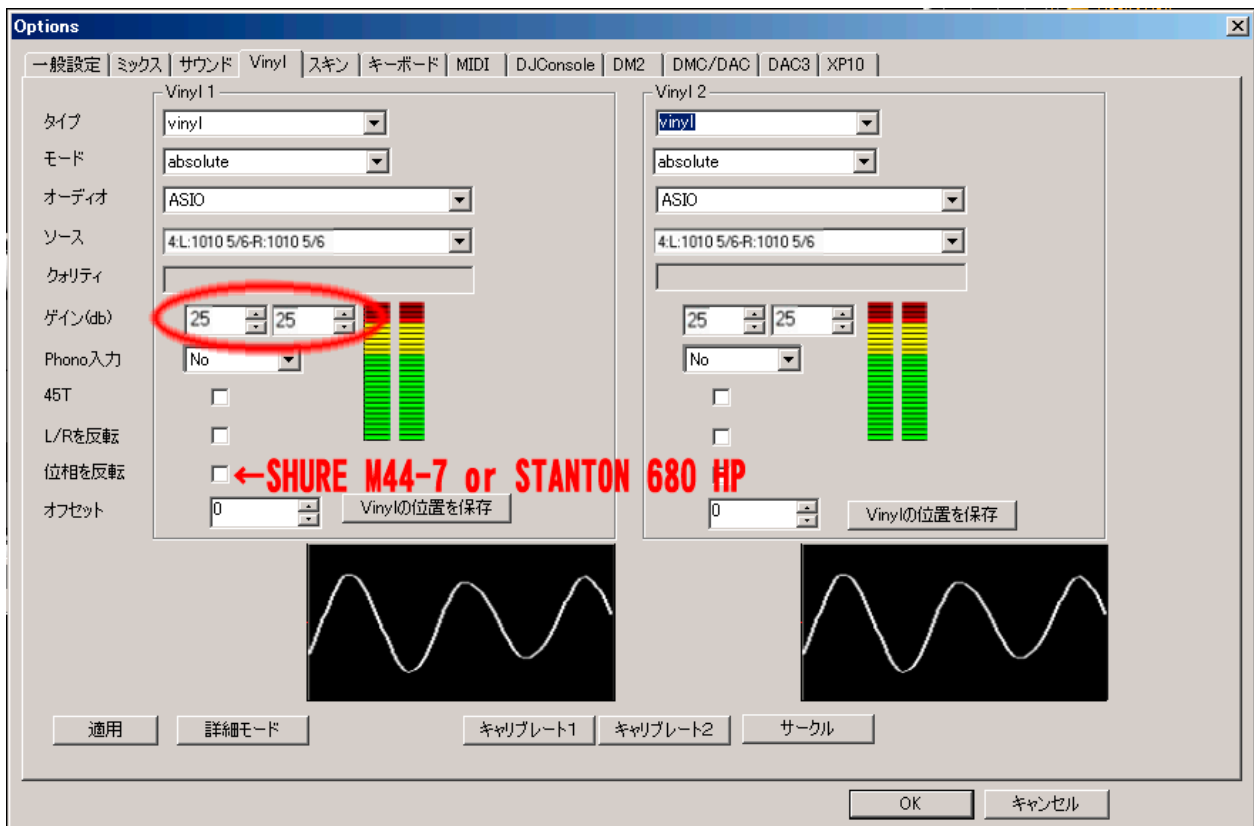 Options
一般設定 ミックス サウンド Vinyl スキン キーボード MIDI DJConsole DM2 DMC/DAC DAC3 XP10
Vinyl 1 Vinyl 2
タイプ vinyl vinyl
モード absolute absolute
オーディオ ASIO ASIO
ソース 4:L:1010 5/6-R:1010 5/6 4:L:1010 5/6-R:1010 5/6
クォリティ
ゲイン(db) 25 25 25 25
Phono入力 No No
45T
L/Rを反転
位相を反転 ←SHURE M44-7 or STANTON 680 HP
オフセット 0 Vinylの位置を保存 0 Vinylの位置を保存
適用 詳細モード キャリブレート1 キャリブレート2 サークル
OK キャンセル